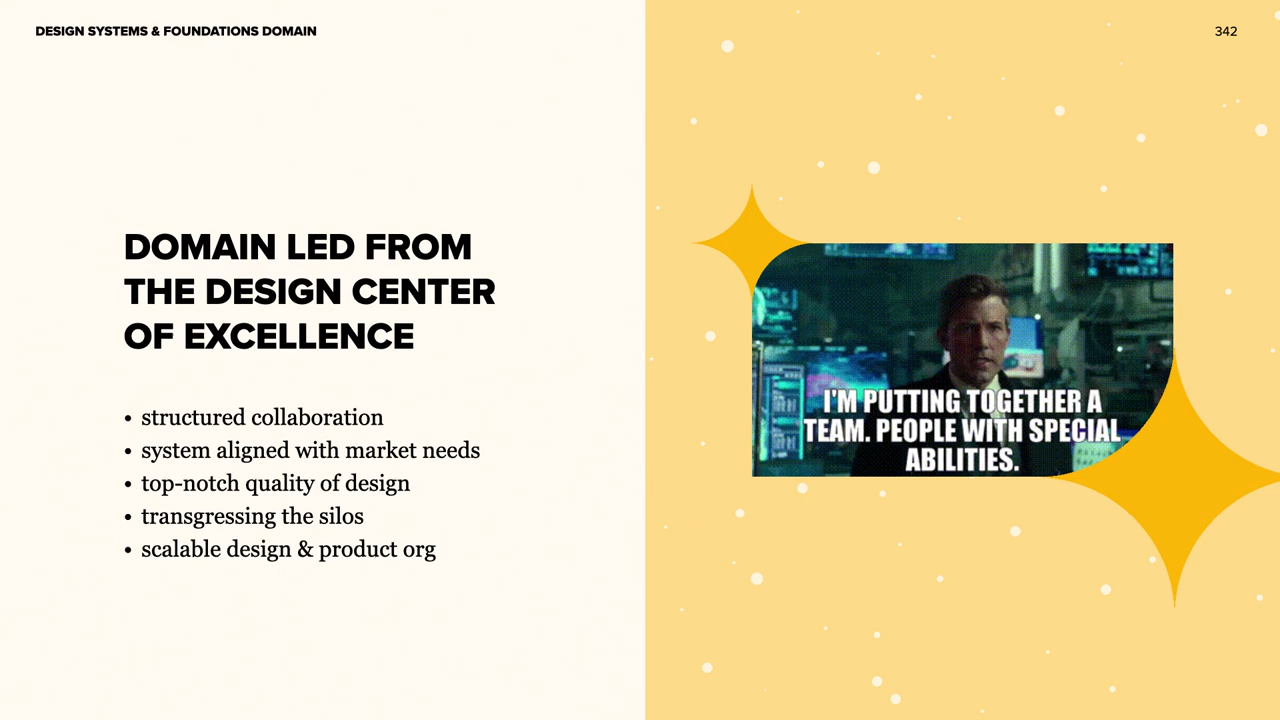 DESIGN SYSTEMS & FOUNDATIONS DOMAIN
342
DOMAIN LED FROM
THE DESIGN CENTER
OF EXCELLENCE
• structured collaboration
• system aligned with market needs
• top-notch quality of design
• transgressing the silos
• scalable design & product org
I'M PUTTING TOGETHER A
TEAM. PEOPLE WITH SPECIAL
ABILITIES.